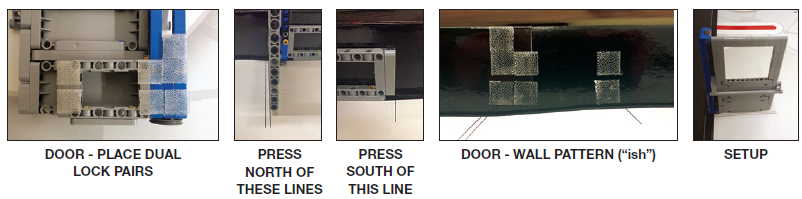 DOOR - PLACE DUAL
LOCK PAIRS
PRESS
NORTH OF
THESE LINES
PRESS
SOUTH OF
THIS LINE
DOOR - WALL PATTERN (“ish”)
SETUP